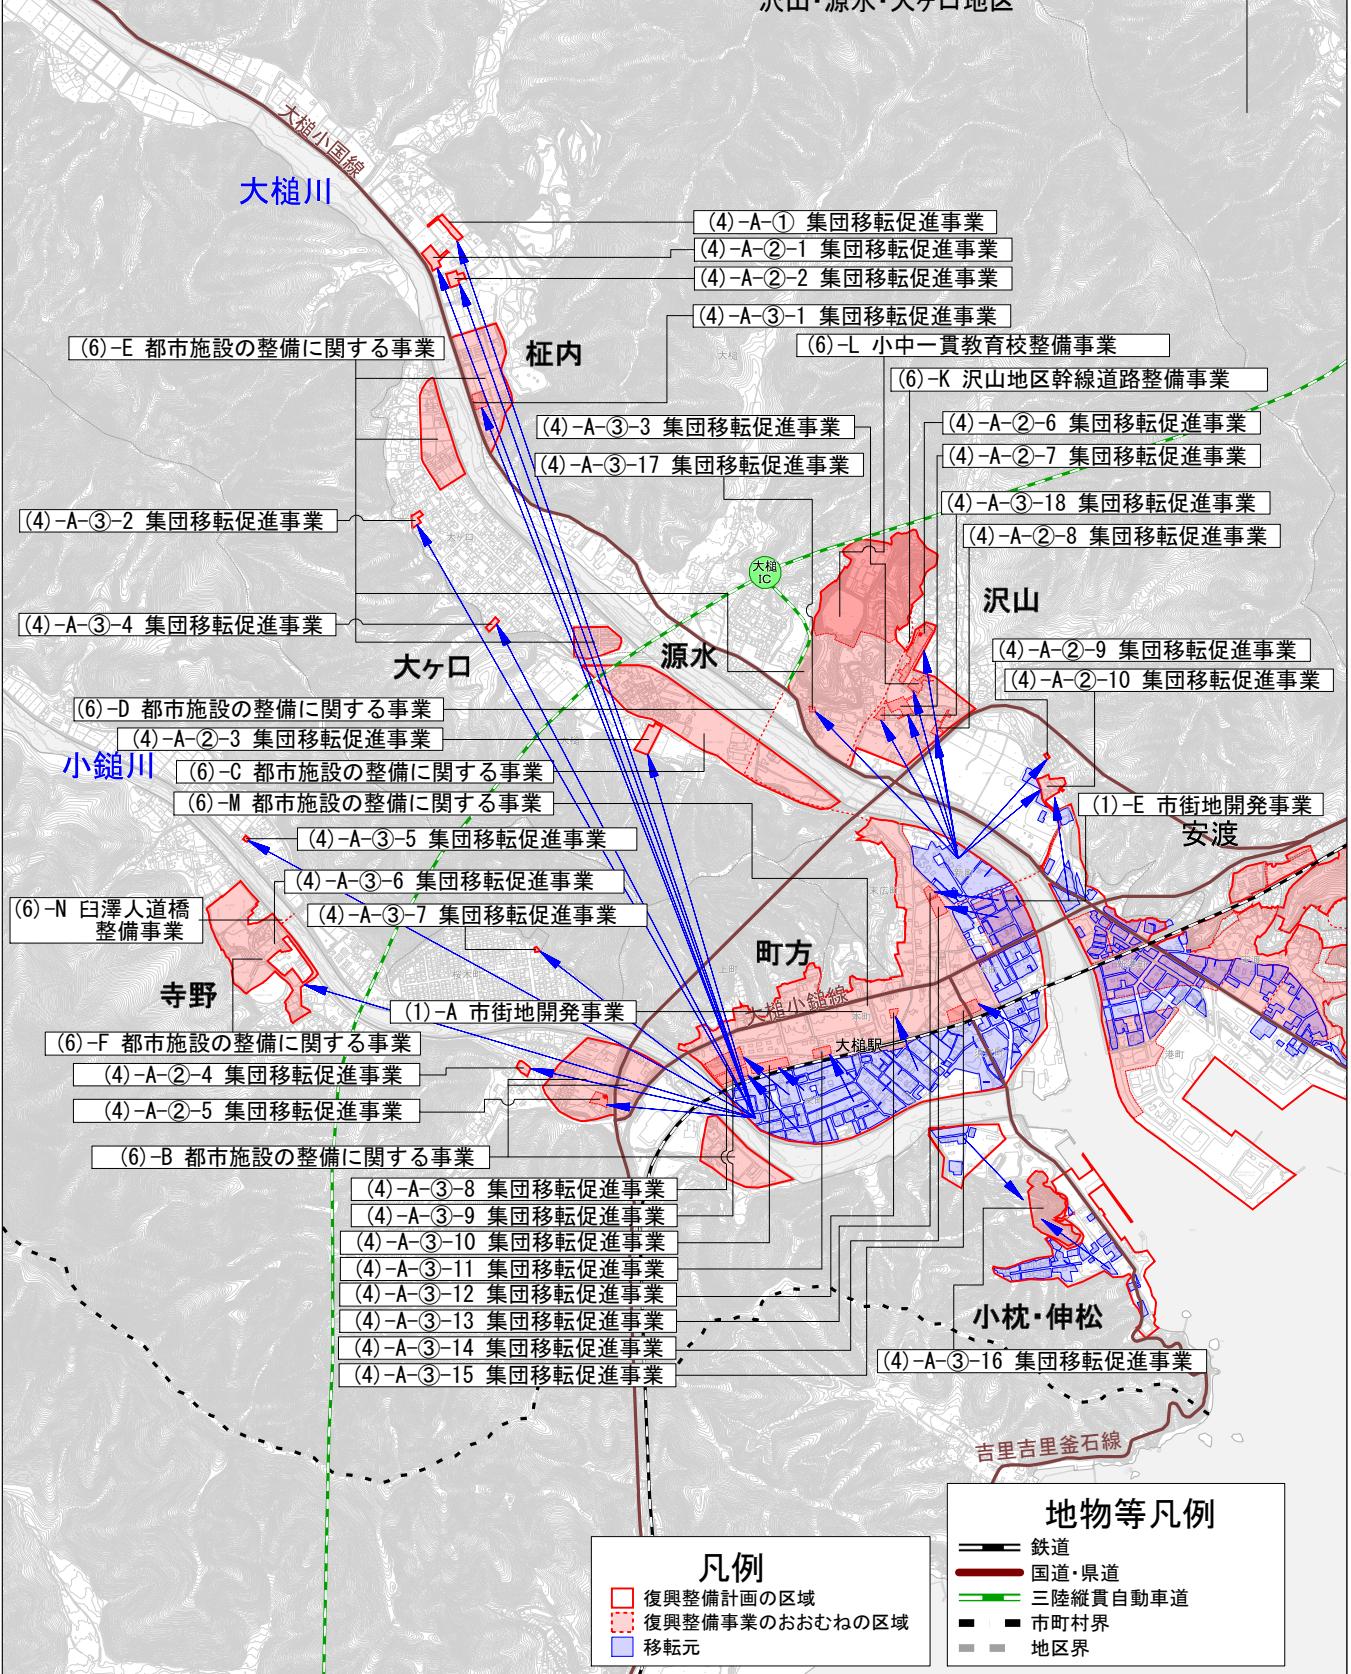 沢山・源水・大ケ口地区
大槌小国線
大槌川
(4)-A-① 集団移転促進事業
(4)-A-②-1 集団移転促進事業
(4)-A-②-2 集団移転促進事業
(4)-A-③-1 集団移転促進事業
(6)-E 都市施設の整備に関する事業
柾内
(6)-L 小中一貫教育校整備事業
大槌
(6)-K 沢山地区幹線道路整備事業
(4)-A-③-3 集団移転促進事業
(4)-A-②-6 集団移転促進事業
(4)-A-③-17 集団移転促進事業
(4)-A-②-7 集団移転促進事業
(4)-A-③-18 集団移転促進事業
(4)-A-③-2 集団移転促進事業
(4)-A-②-8 集団移転促進事業
大ケ口
大槌
IC
沢山
(4)-A-③-4 集団移転促進事業
大ケ口
源水
(4)-A-②-9 集団移転促進事業
(4)-A-②-10 集団移転促進事業
(6)-D 都市施設の整備に関する事業
(4)-A-②-3 集団移転促進事業
大槌
小鎚川
(6)-C 都市施設の整備に関する事業
(6)-M 都市施設の整備に関する事業
(1)-E 市街地開発事業
安渡
(4)-A-③-5 集団移転促進事業
(4)-A-③-6 集団移転促進事業
末広町
(6)-N 臼澤人道橋
整備事業
(4)-A-③-7 集団移転促進事業
町方
上町
桜木町
寺野
(1)-A 市街地開発事業
大槌小鎚線
本町
大槌駅
(6)-F 都市施設の整備に関する事業
港町
(4)-A-②-4 集団移転促進事業
(4)-A-②-5 集団移転促進事業
(6)-B 都市施設の整備に関する事業
(4)-A-③-8 集団移転促進事業
(4)-A-③-9 集団移転促進事業
(4)-A-③-10 集団移転促進事業
(4)-A-③-11 集団移転促進事業
(4)-A-③-12 集団移転促進事業
(4)-A-③-13 集団移転促進事業
小枕・伸松
(4)-A-③-14 集団移転促進事業
(4)-A-③-16 集団移転促進事業
(4)-A-③-15 集団移転促進事業
吉里吉里釜石線
凡例
復興整備計画の区域
復興整備事業のおおむねの区域
移転元
地物等凡例
鉄道
国道・県道
三陸縦貫自動車道
市町村界
地区界